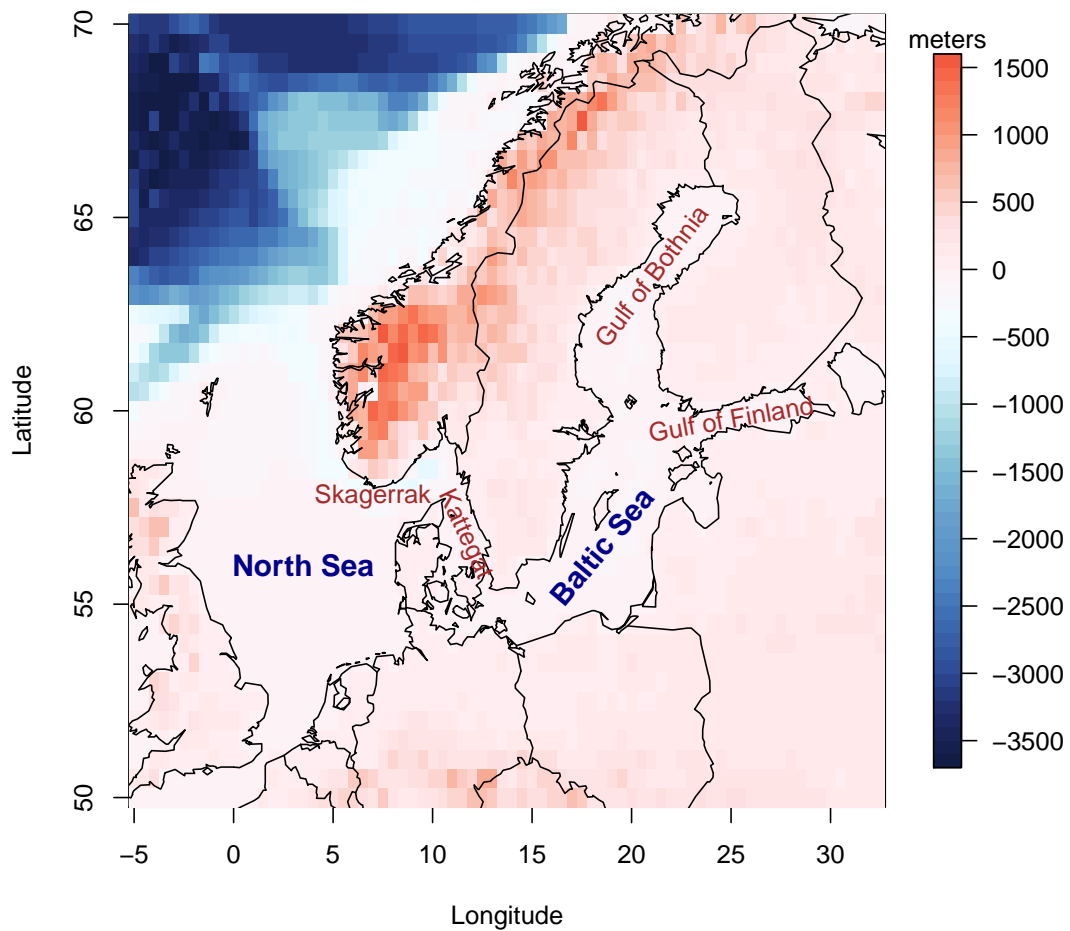 meters
70
65
60
55
50
Latitude
1500
1000
500
0
−500
−1000
−1500
−2000
−2500
−3000
−3500
Gulf of Bothnia
Gulf of Finland
Skagerrak
Kattegat
North Sea
Baltic Sea
−5 0 5 10 15 20 25 30
Longitude